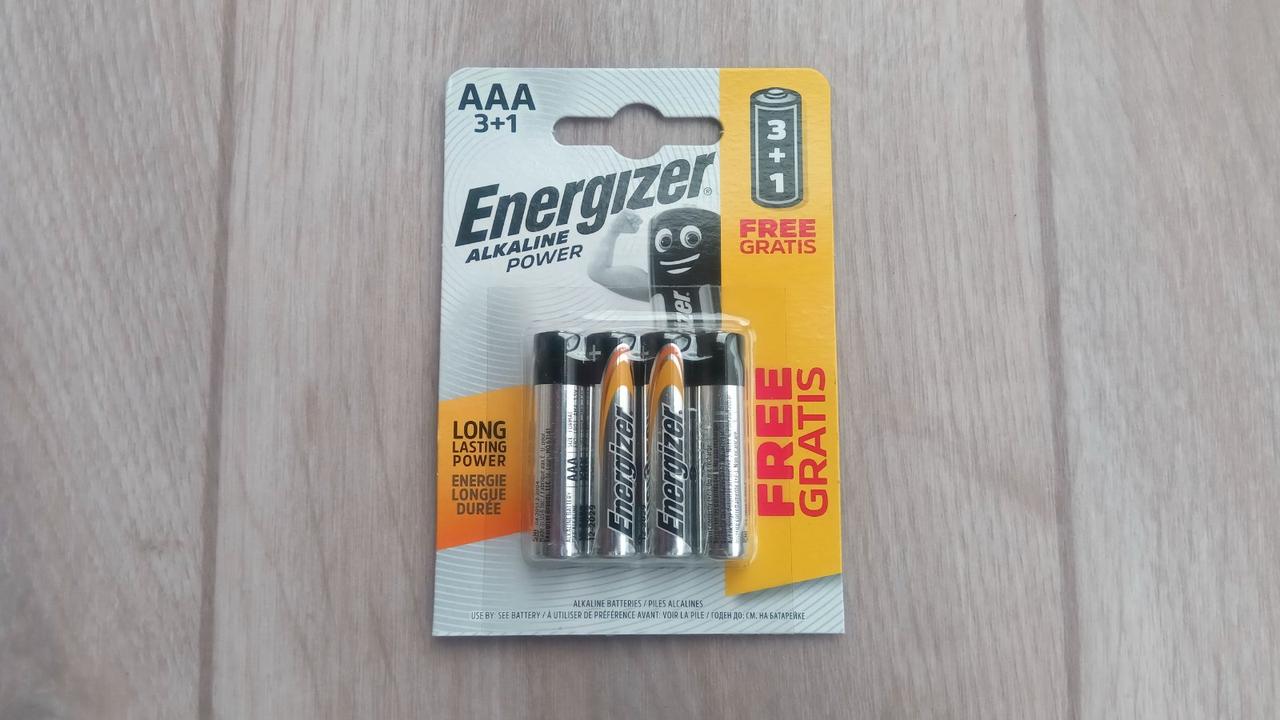 AAA
3+1
3
+
1
Energizer®
ALKALINE
POWER
FREE
GRATIS
zer.
LONG
LASTING
POWER
ENERGIE
LONGUE
DURÉE
FREE
GRATIS
AAA
Energizer.
Energizer.
ALKALINE BATTERIES / PILES ALCALINES
USE BY: SEE BATTERY / À UTILISER DE PRÉFÉRENCE AVANT: VOIR LA PILE / ГОДЕН ДО: СМ. НА БАТАРЕЙКЕ